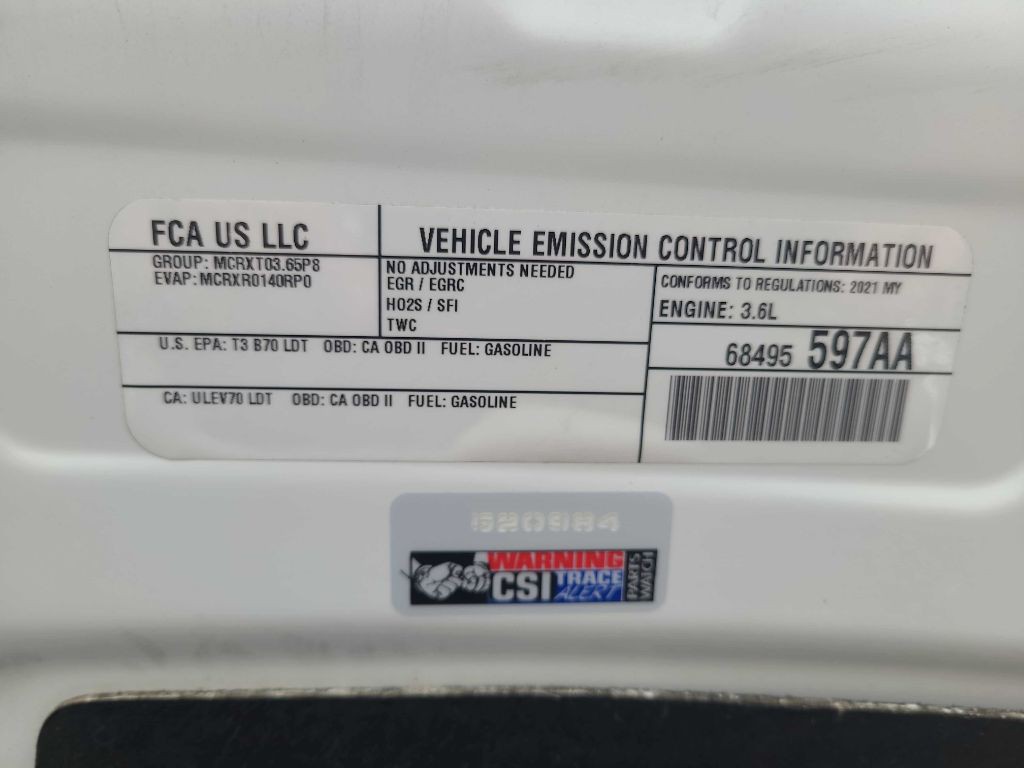 FCA US LLC
GROUP: MCRXT03.65P8
EVAP: MCRXR0140RP0
VEHICLE EMISSION CONTROL INFORMATION
NO ADJUSTMENTS NEEDED
EGR / EGRC
HO2S / SFI
TWC
CONFORMS TO REGULATIONS: 2021 MY
ENGINE: 3.6L
U.S. EPA: T3 B70 LDT OBD: CA OBD II FUEL: GASOLINE
68495 597AA
CA: ULEV70 LDT OBD: CA OBD II FUEL: GASOLINE
WARNING
CSI TRACE
ALERT
PARTS
WATCH